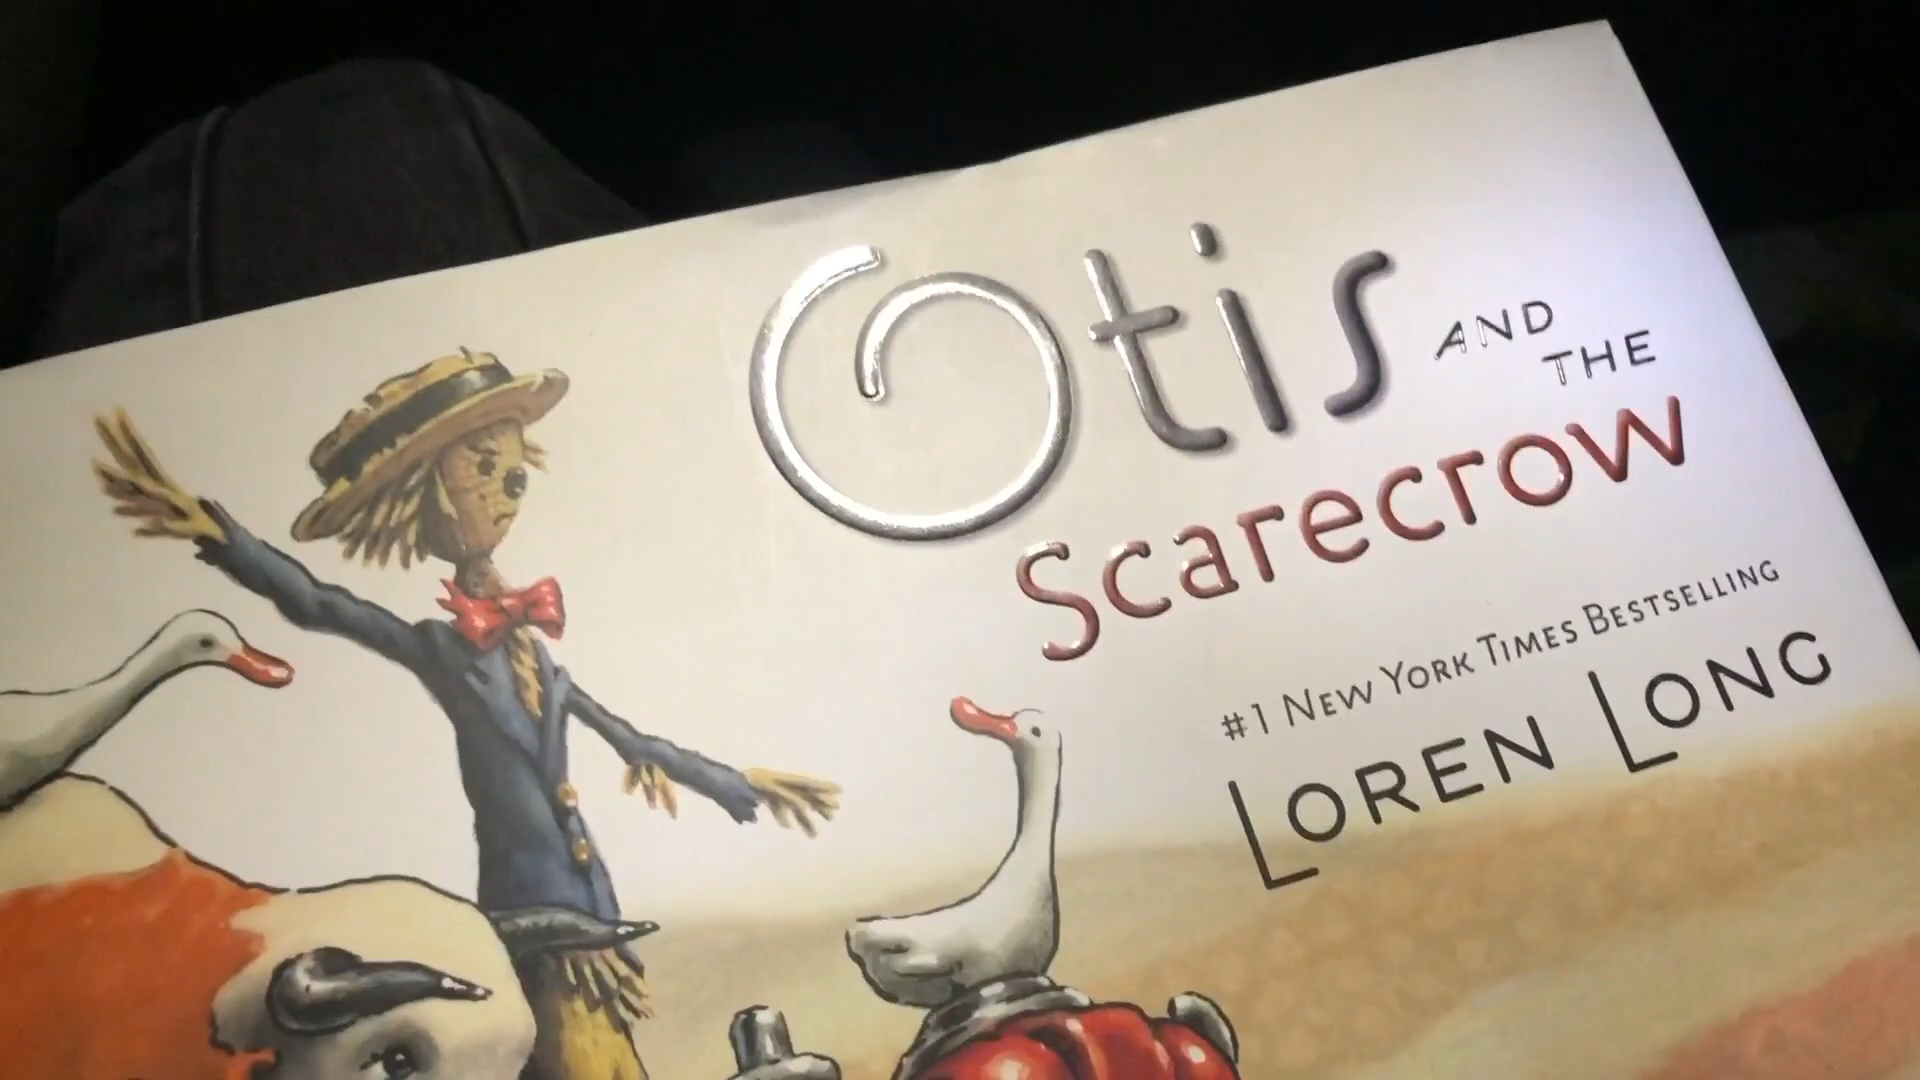 Otis AND
THE
Scarecrow
#1 NEW YORK TIMES BESTSELLING
LOREN LONG